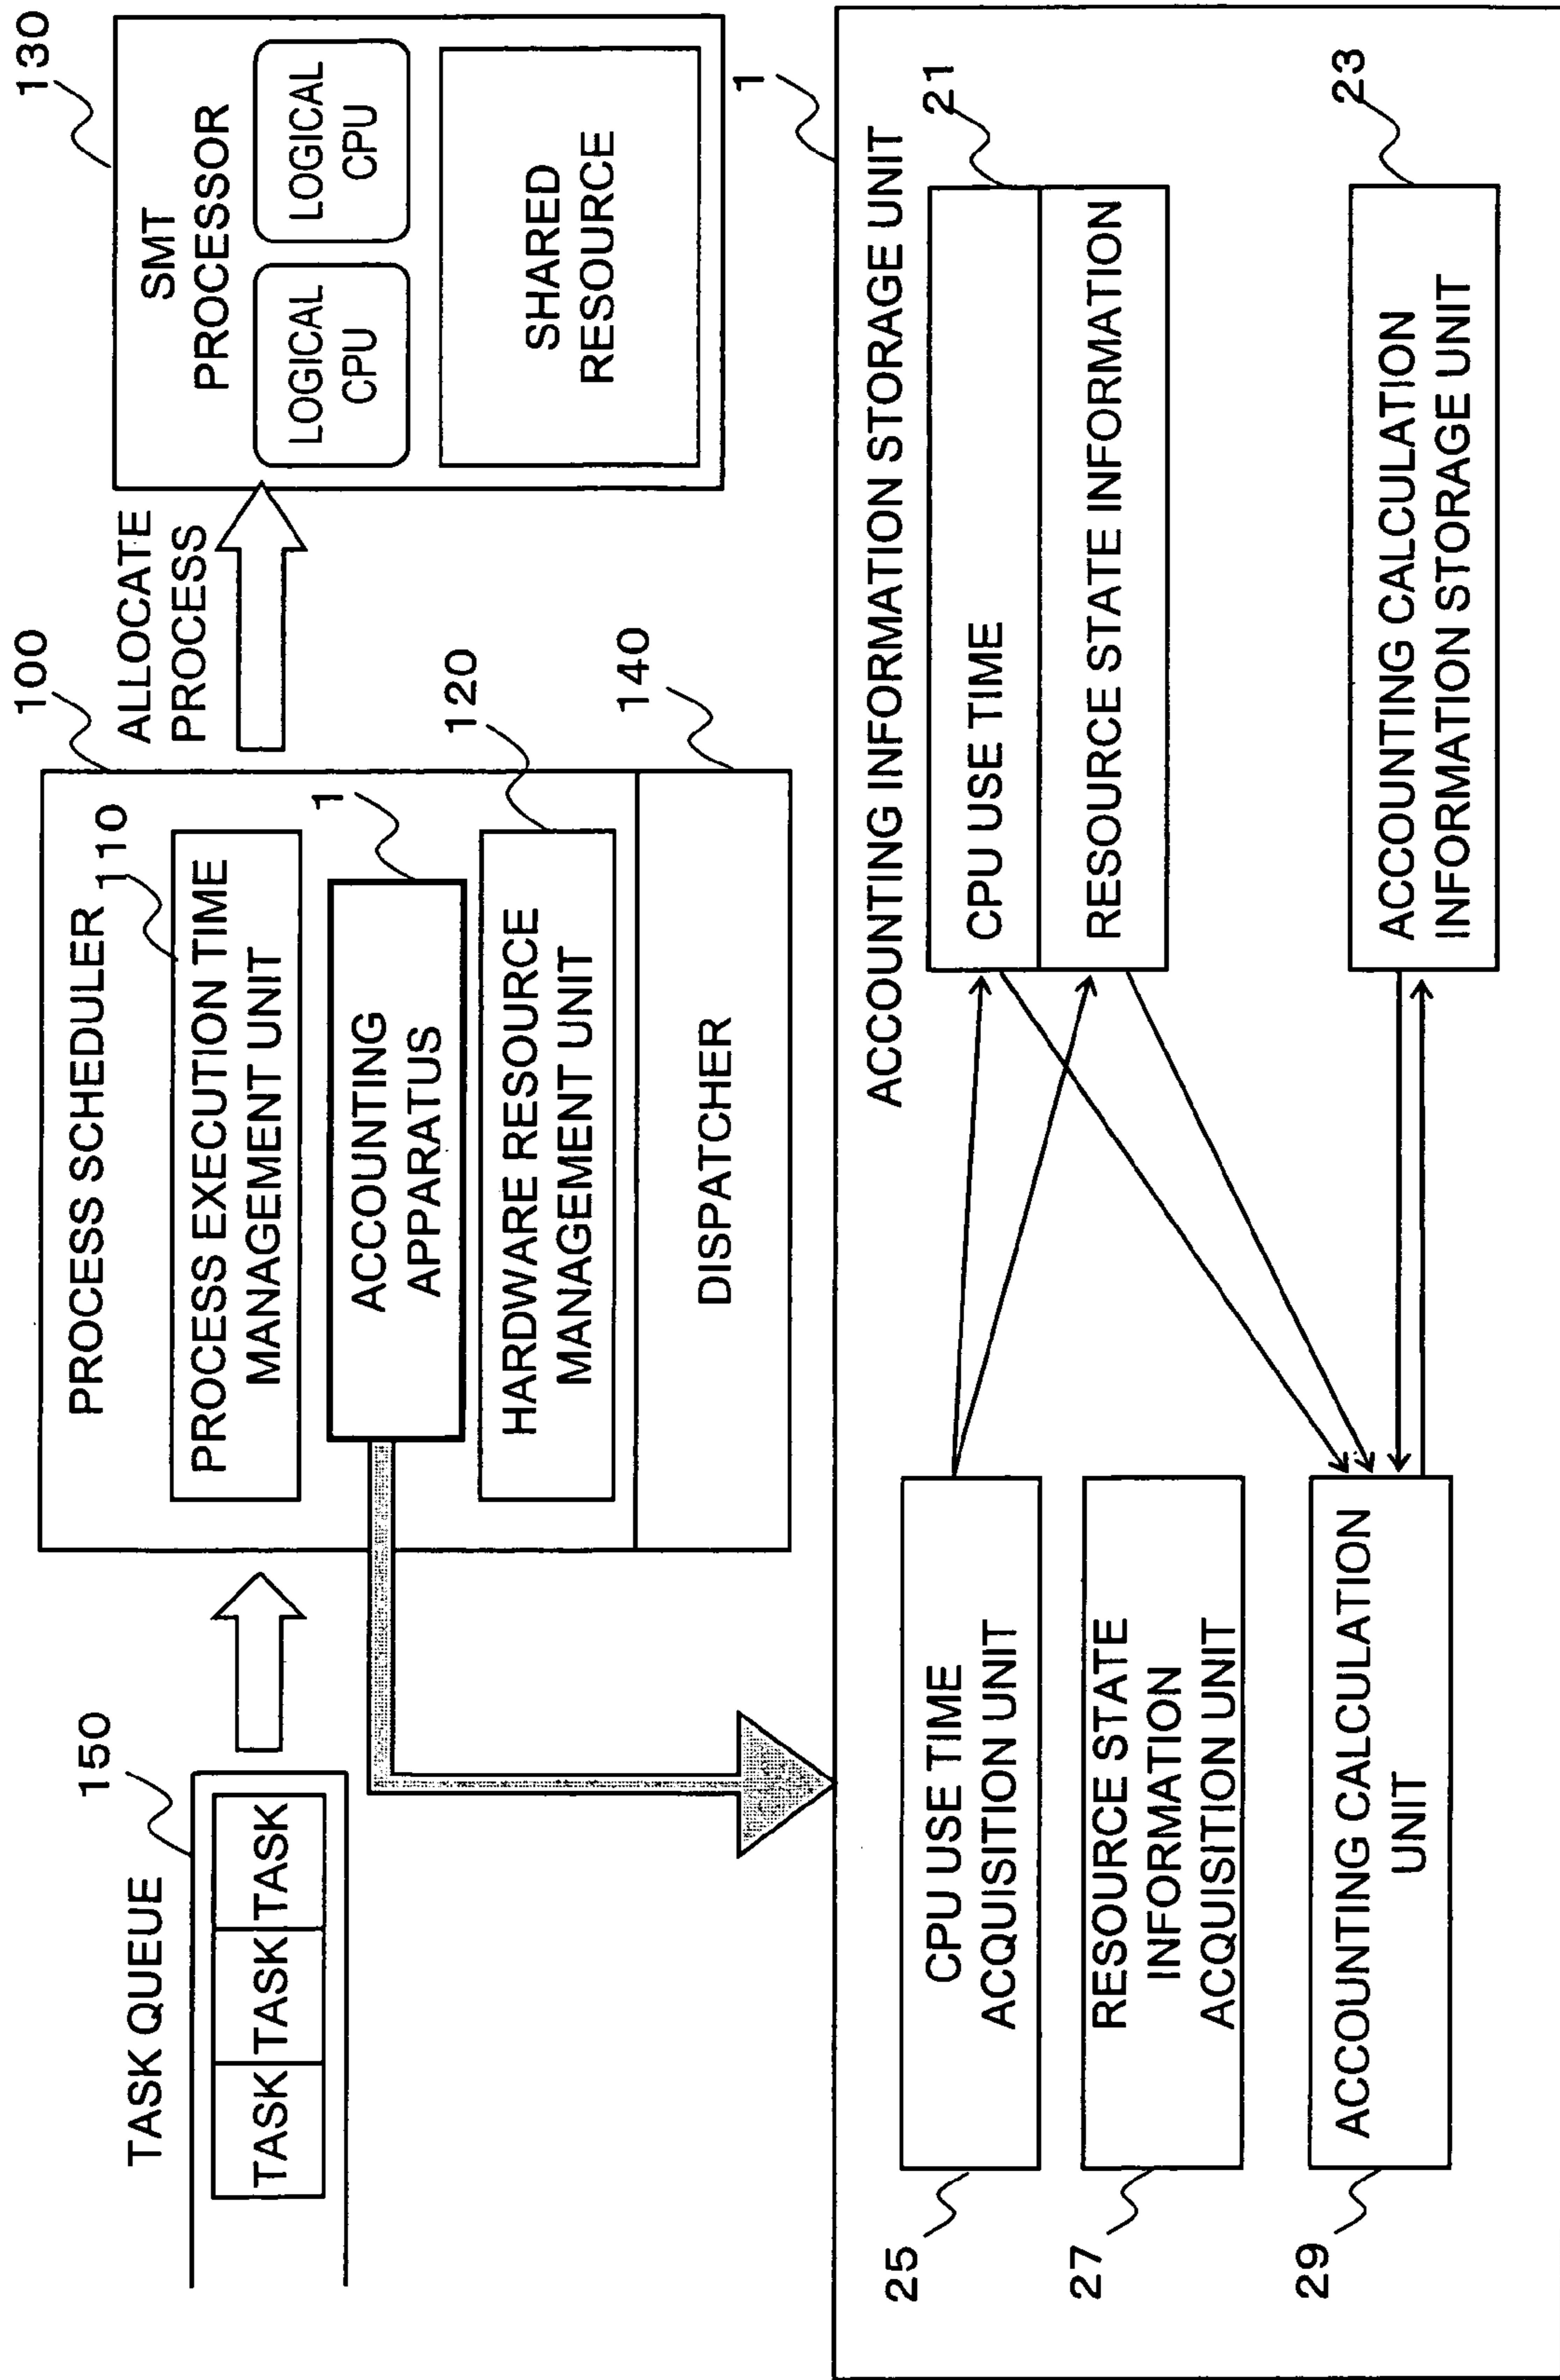 TASK QUEUE
150
TASK TASK TASK
100
PROCESS SCHEDULER
110
PROCESS EXECUTION TIME
MANAGEMENT UNIT
1
ACCOUNTING
APPARATUS
120
HARDWARE RESOURCE
MANAGEMENT UNIT
140
DISPATCHER
ALLOCATE
PROCESS
130
SMT
PROCESSOR
LOGICAL
CPU
LOGICAL
CPU
SHARED
RESOURCE
1
ACCOUNTING INFORMATION STORAGE UNIT
21
CPU USE TIME
RESOURCE STATE INFORMATION
23
ACCOUNTING CALCULATION
INFORMATION STORAGE UNIT
25
CPU USE TIME
ACQUISITION UNIT
27
RESOURCE STATE
INFORMATION
ACQUISITION UNIT
29
ACCOUNTING CALCULATION
UNIT